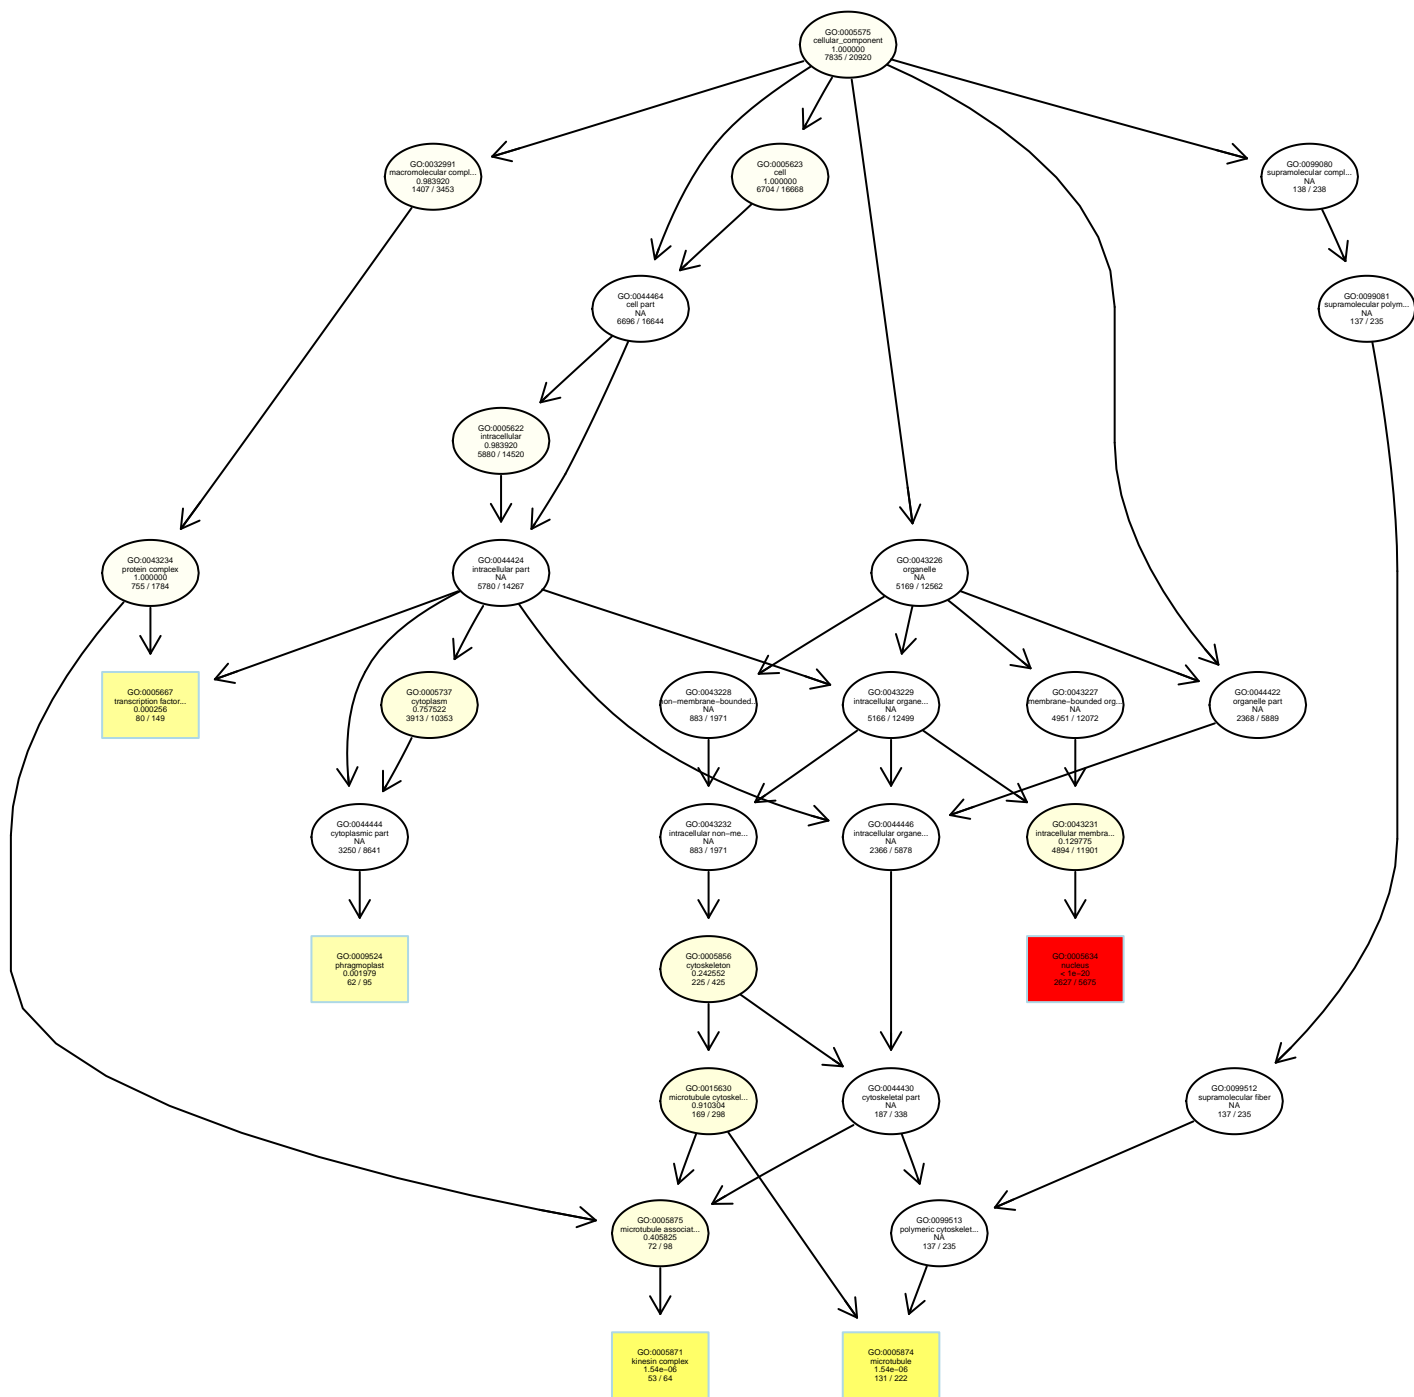 GO:0005575
cellular_component
1.000000
7835 / 20920
GO:0032991
macromolecular compl...
0.983920
1407 / 3453
GO:0005623
cell
1.000000
6704 / 16668
GO:0099080
supramolecular compl...
NA
138 / 238
GO:0044464
cell part
NA
6696 / 16644
GO:0099081
supramolecular polym...
NA
137 / 235
GO:0005622
intracellular
0.983920
5880 / 14520
GO:0043234
protein complex
1.000000
755 / 1784
GO:0044424
intracellular part
NA
5780 / 14267
GO:0043226
organelle
NA
5169 / 12562
GO:0005667
transcription factor...
0.000256
80 / 149
GO:0005737
cytoplasm
0.757522
3913 / 10353
GO:0043228
non−membrane−bounded...
NA
883 / 1971
GO:0043229
intracellular organe...
NA
5166 / 12499
GO:0043227
membrane−bounded org...
NA
4951 / 12072
GO:0044422
organelle part
NA
2368 / 5889
GO:0044444
cytoplasmic part
NA
3250 / 8641
GO:0043232
intracellular non−me...
NA
883 / 1971
GO:0044446
intracellular organe...
NA
2366 / 5878
GO:0043231
intracellular membra...
0.129775
4894 / 11901
GO:0009524
phragmoplast
0.001979
62 / 95
GO:0005856
cytoskeleton
0.242552
225 / 425
GO:0005634
nucleus
< 1e−20
2627 / 5675
GO:0015630
microtubule cytoskel...
0.910304
169 / 298
GO:0044430
cytoskeletal part
NA
187 / 338
GO:0099512
supramolecular fiber
NA
137 / 235
GO:0005875
microtubule associat...
0.405825
72 / 98
GO:0099513
polymeric cytoskelet...
NA
137 / 235
GO:0005871
kinesin complex
1.54e−06
53 / 64
GO:0005874
microtubule
1.54e−06
131 / 222